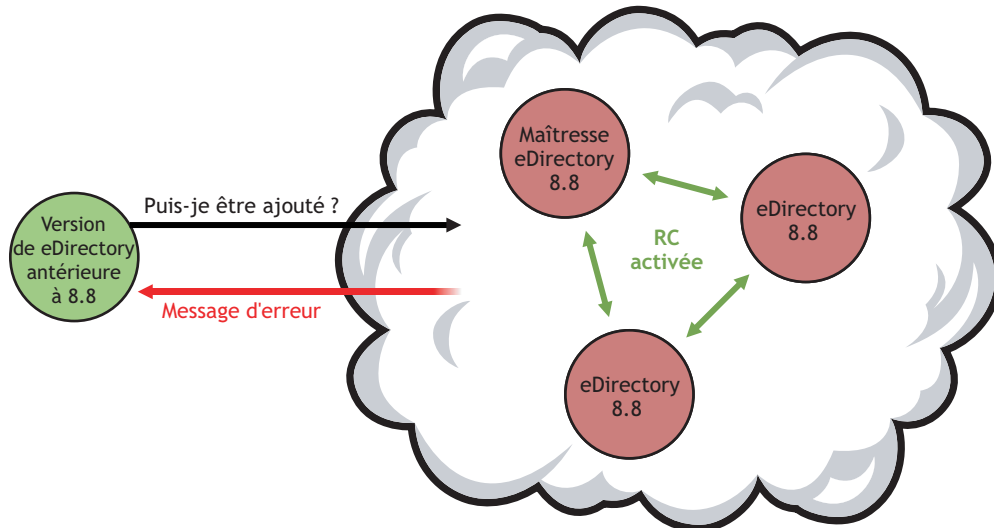 Maîtresse
eDirectory
8.8
Puis-je être ajouté ?
eDirectory
8.8
Version
de eDirectory
antérieure
à 8.8
RC
activée
Message d'erreur
eDirectory
8.8